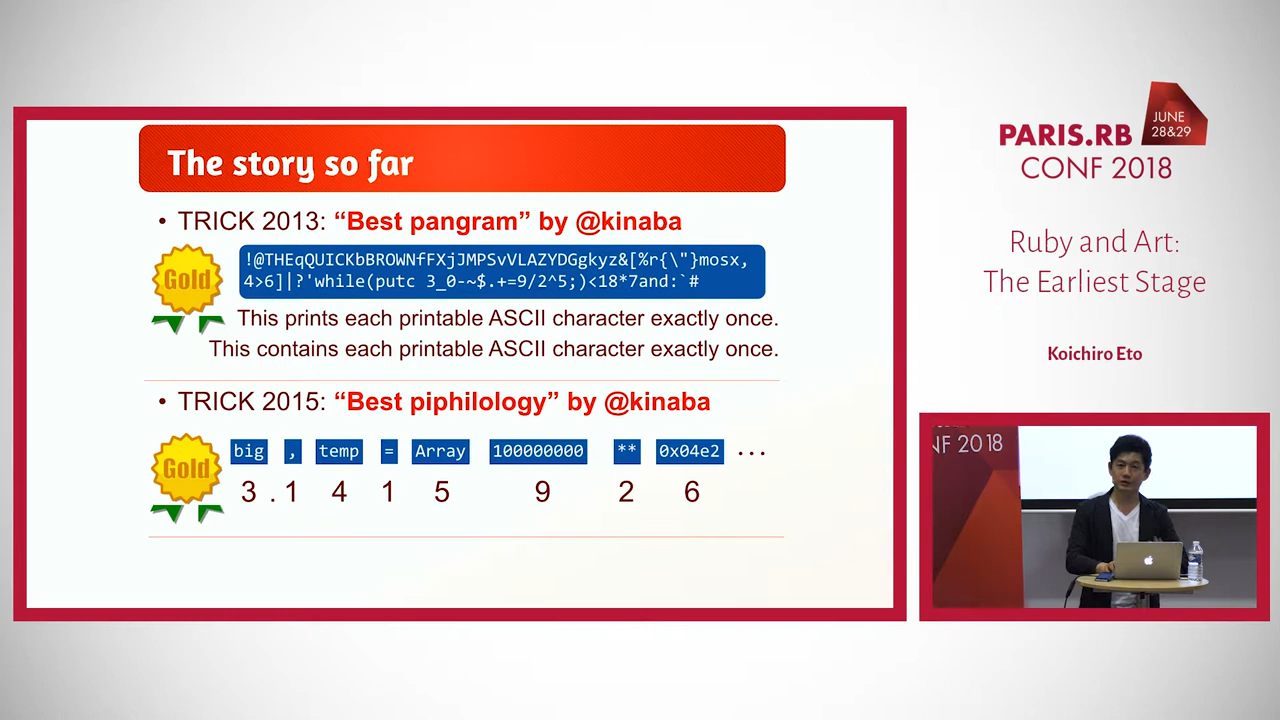 The story so far
• TRICK 2013: “Best pangram” by @kinaba
Gold
!@THEqQUICKbBROWNfFXjJMPSvVLAZYDGgkyz&[%r{\"}mosx,
4>6]|?'while(putc 3_0-~$.+=9/2^5;)<18*7and:`#
This prints each printable ASCII character exactly once.
This contains each printable ASCII character exactly once.
• TRICK 2015: “Best piphilology” by @kinaba
Gold
big , temp = Array 100000000 ** 0x04e2 ...
3 . 1 4 1 5 9 2 6
PARIS.RB
CONF 2018
JUNE
28&29
Ruby and Art:
The Earliest Stage
Koichiro Eto
NF 2018